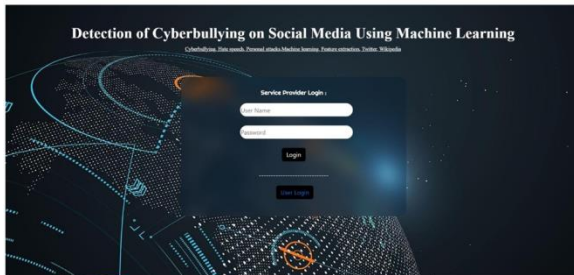 Detection of Cyberbullying on Social Media Using Machine Learning
Cyberbullying, Hate speech, Personal attacks,Machine learning, Feature extraction, Twitter, Wikipedia
Service Provider Login :
User Name
Password
Login
User Login